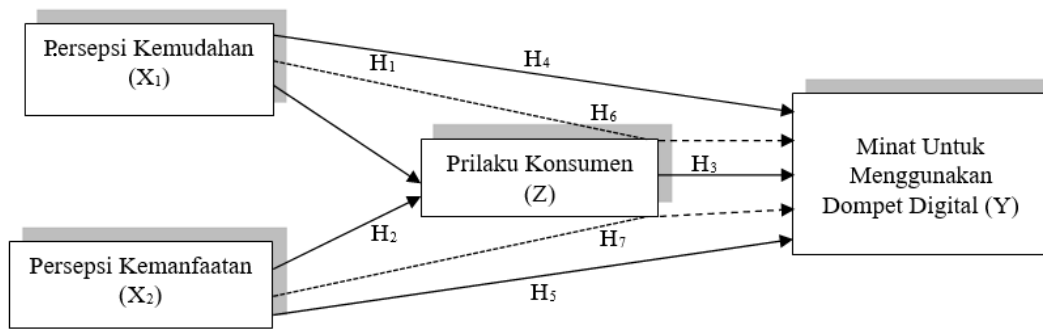 Persepsi Kemudahan
(X₁)
H₁
H₄
H₆
Prilaku Konsumen
(Z)
H₃
Minat Untuk
Menggunakan
Dompet Digital (Y)
H₂
H₇
Persepsi Kemanfaatan
(X₂)
H₅